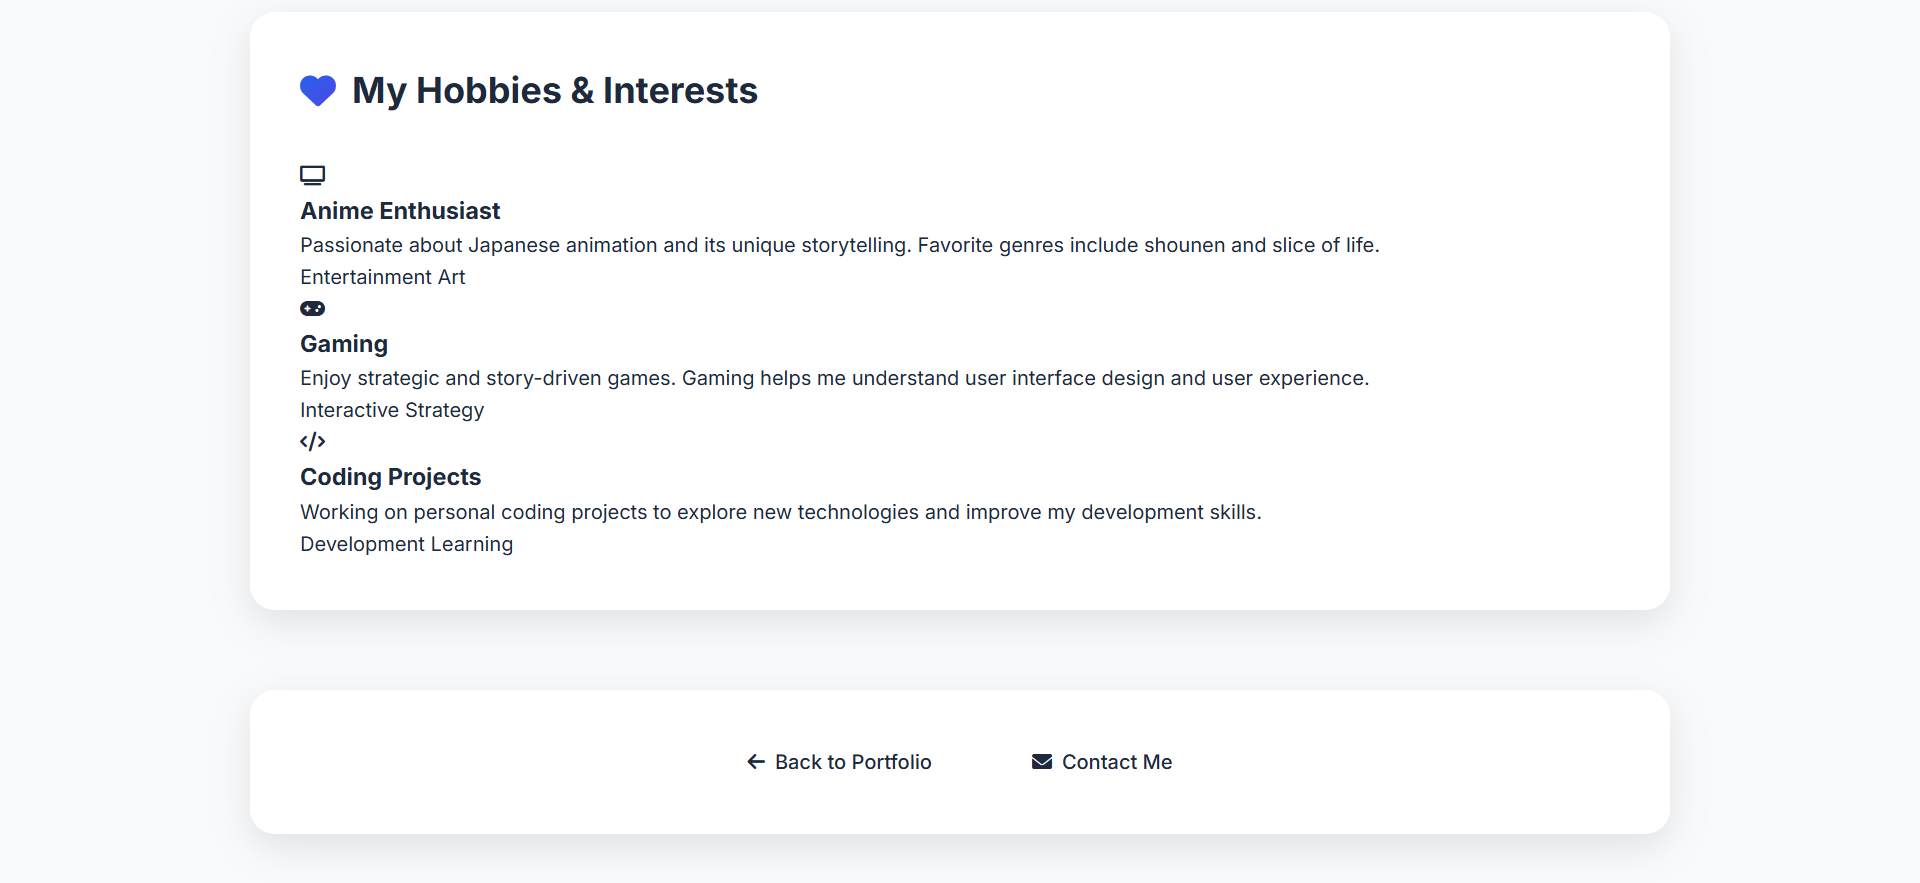 My Hobbies & Interests
Anime Enthusiast
Passionate about Japanese animation and its unique storytelling. Favorite genres include shounen and slice of life.
Entertainment Art
Gaming
Enjoy strategic and story-driven games. Gaming helps me understand user interface design and user experience.
Interactive Strategy
Coding Projects
Working on personal coding projects to explore new technologies and improve my development skills.
Development Learning
Back to Portfolio
Contact Me